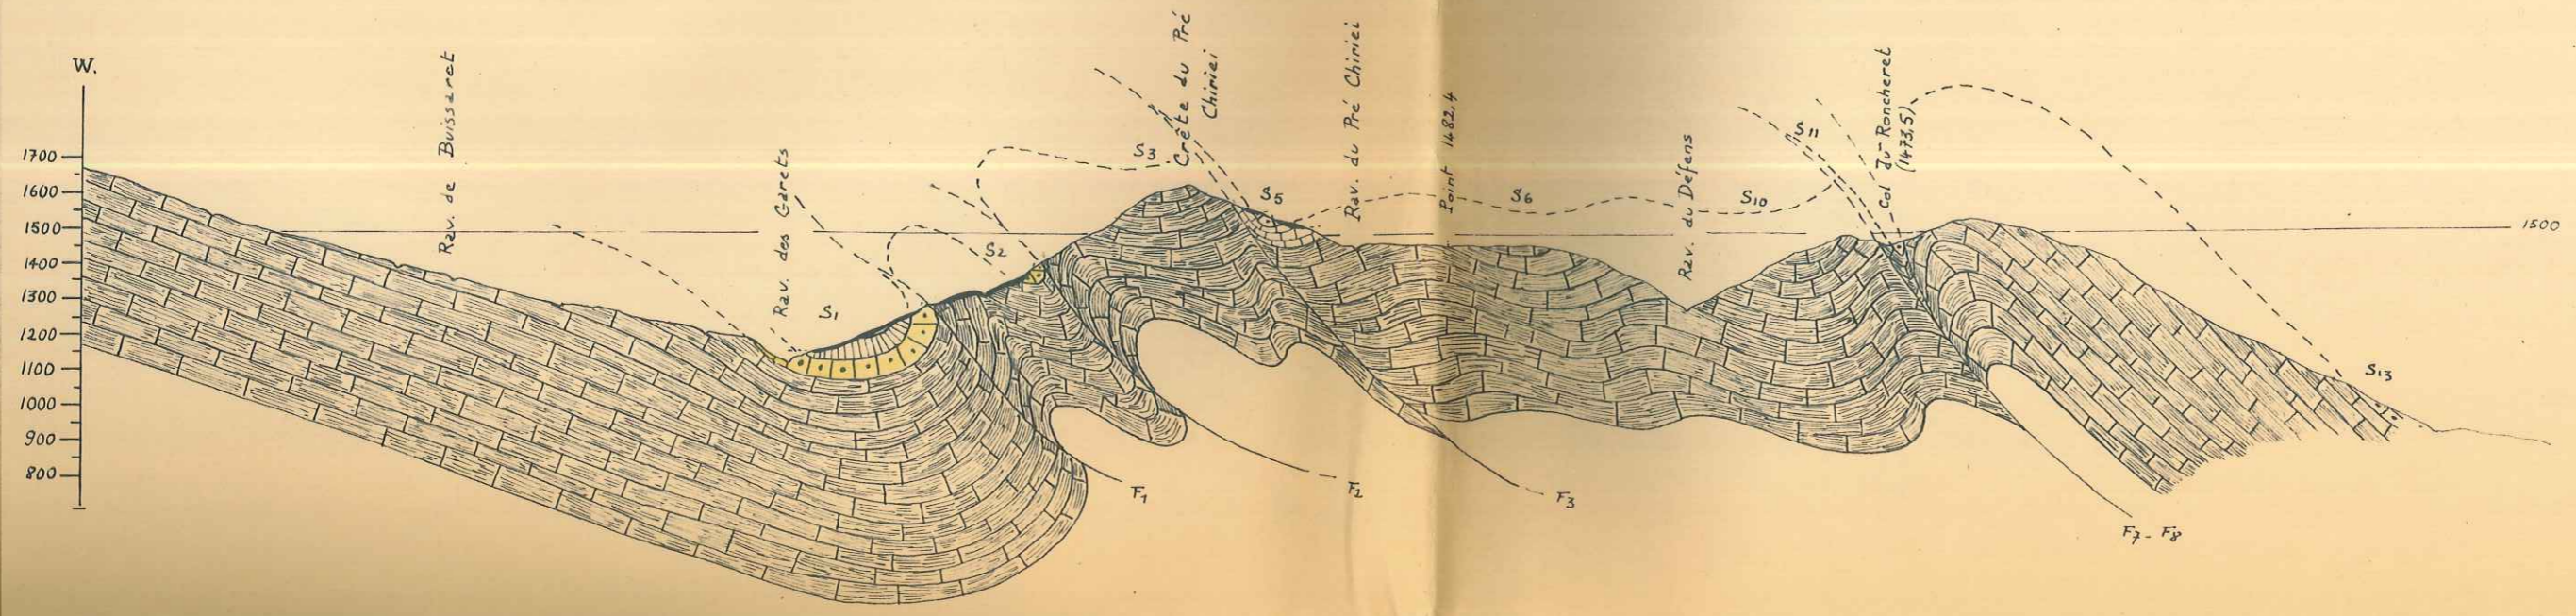 W.
Rav. de Buissaret
Rav. des Garets
Crête du Pré
Chiriei
Rav. du Pré Chiriei
Point 1482,4
Rav. du Défens
Col du Roncheret
(1473,5)
1700
1600
1500
1400
1300
1200
1100
1000
900
800
1500
S1
S2
S3
S5
S6
S10
S11
S13
F1
F2
F3
F7 - F8